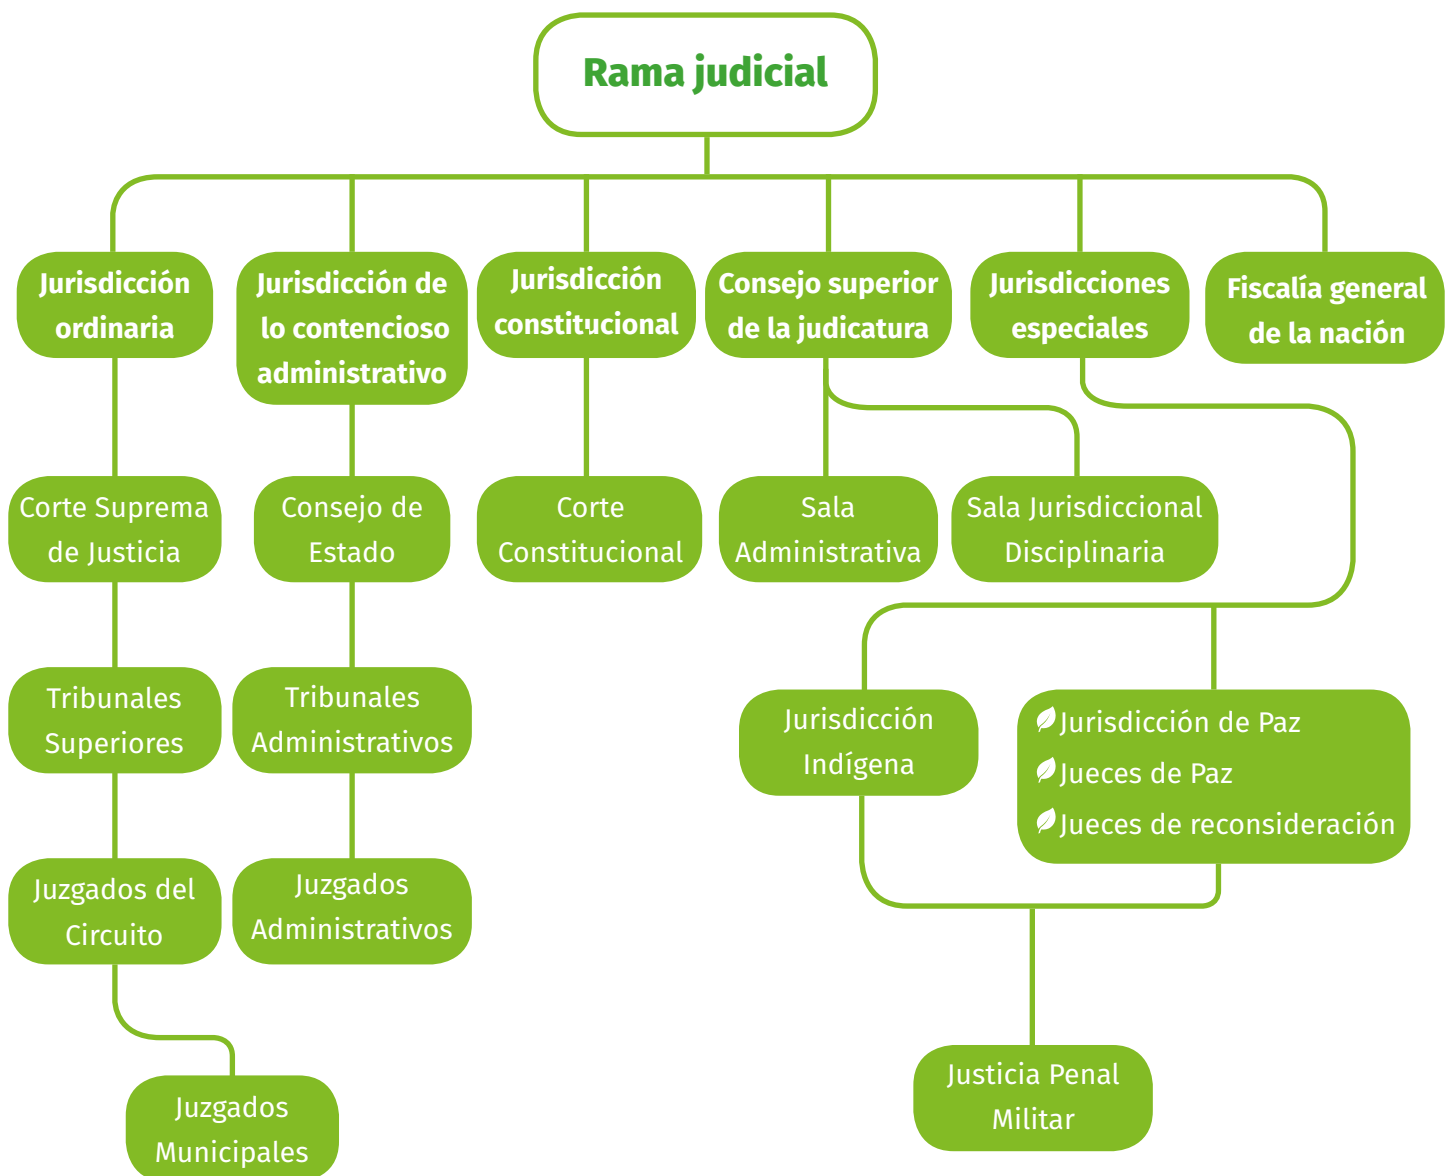 Rama judicial
Jurisdicción
ordinaria
Jurisdicción de
lo contencioso
administrativo
Jurisdicción
constitucional
Consejo superior
de la judicatura
Jurisdicciones
especiales
Fiscalía general
de la nación
Corte Suprema
de Justicia
Consejo de
Estado
Corte
Constitucional
Sala
Administrativa
Sala Jurisdiccional
Disciplinaria
Tribunales
Superiores
Tribunales
Administrativos
Jurisdicción
Indígena
Jurisdicción de Paz
Jueces de Paz
Jueces de reconsideración
Juzgados del
Circuito
Juzgados
Administrativos
Justicia Penal
Militar
Juzgados
Municipales